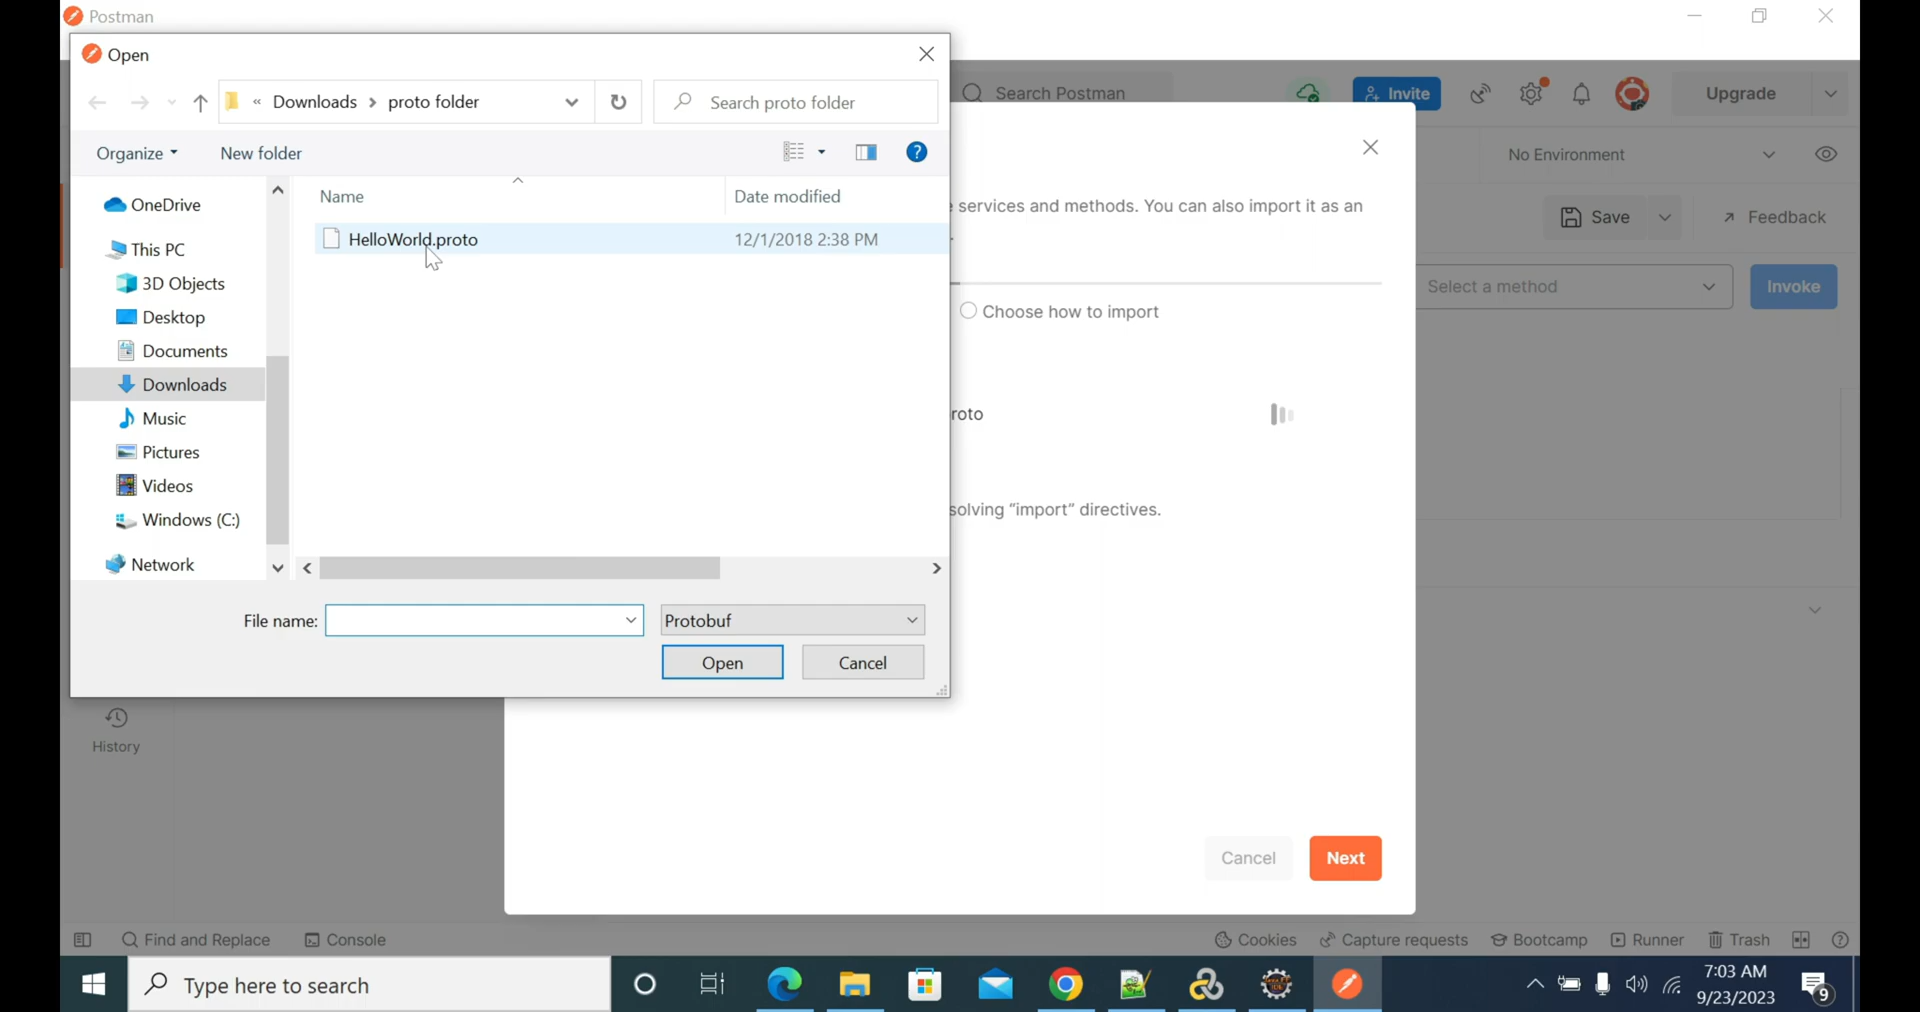 Postman
Open
« Downloads > proto folder
Search proto folder
Organize
New folder
Name
Date modified
OneDrive
This PC
3D Objects
Desktop
Documents
Downloads
Music
Pictures
Videos
Windows (C:)
Network
HelloWorld.proto
12/1/2018 2:38 PM
File name:
Protobuf
Open
Cancel
Search Postman
Invite
Upgrade
No Environment
services and methods. You can also import it as an
Save
Feedback
Select a method
Invoke
Choose how to import
roto
solving “import” directives.
History
Cancel
Next
Find and Replace
Console
Cookies
Capture requests
Bootcamp
Runner
Trash
Type here to search
7:03 AM
9/23/2023
9